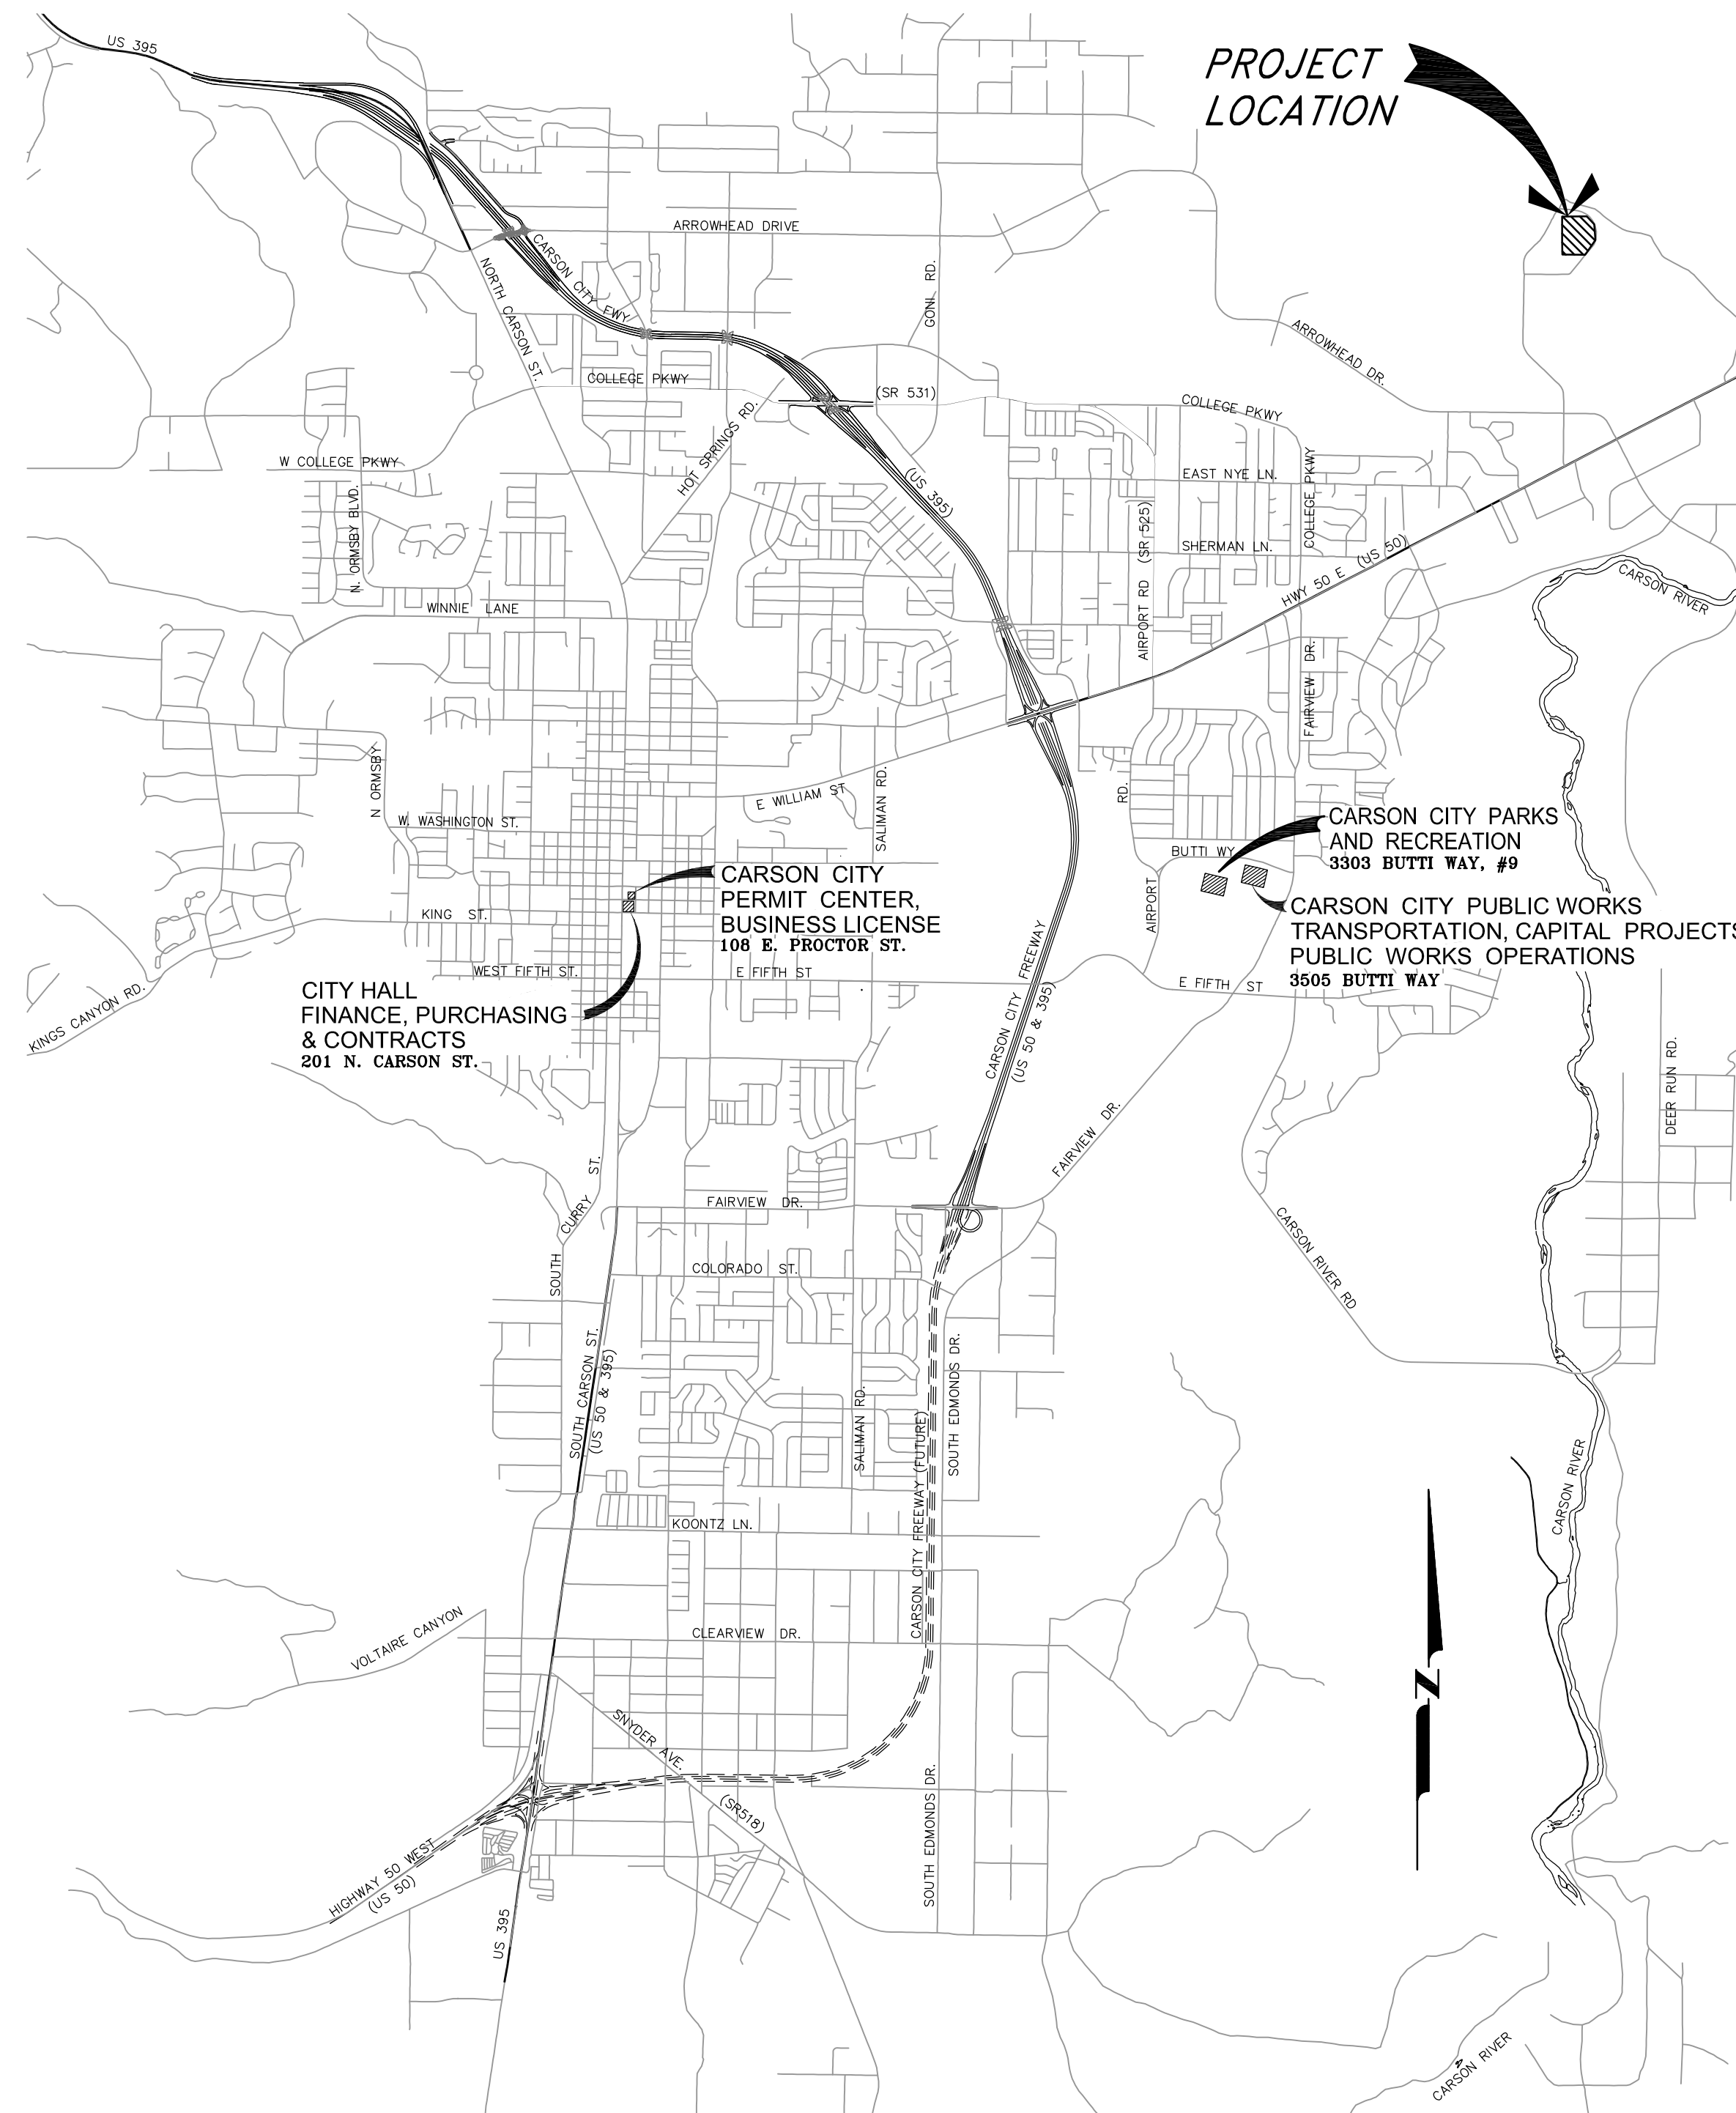 US 395
PROJECT
LOCATION
ARROWHEAD DRIVE
CARSON CITY FWY
NORTH CARSON ST.
GONI RD.
ARROWHEAD DR.
COLLEGE PKWY
(SR 531)
COLLEGE PKWY
HOT SPRINGS RD.
W COLLEGE PKWY
N. ORMSBY BLVD.
(US 395)
EAST NYE LN.
COLLEGE PKWY
AIRPORT RD (SR 525)
SHERMAN LN.
HWY 50 E (US 50)
CARSON RIVER
WINNIE LANE
FAIRVIEW DR.
N ORMSBY
SALIMAN RD.
E WILLIAM ST
RD.
AIRPORT
W. WASHINGTON ST.
BUTTI WY
CARSON CITY PARKS
AND RECREATION
3303 BUTTI WAY, #9
CARSON CITY
PERMIT CENTER,
BUSINESS LICENSE
108 E. PROCTOR ST.
CARSON CITY PUBLIC WORKS
TRANSPORTATION, CAPITAL PROJECTS
PUBLIC WORKS OPERATIONS
3505 BUTTI WAY
KING ST.
WEST FIFTH ST.
E FIFTH ST
E FIFTH ST
CITY HALL
FINANCE, PURCHASING
& CONTRACTS
201 N. CARSON ST.
KINGS CANYON RD.
CARSON CITY FREEWAY
(US 50 & 395)
DEER RUN RD.
FAIRVIEW DR.
SOUTH CURRY ST.
FAIRVIEW DR.
CARSON RIVER RD
COLORADO ST.
SOUTH CARSON ST.
(US 50 & 395)
SALIMAN RD.
CARSON CITY FREEWAY (FUTURE)
SOUTH EDMONDS DR.
CARSON RIVER
KOONTZ LN.
VOLTAIRE CANYON
CLEARVIEW DR.
N
SNYDER AVE.
(SR518)
SOUTH EDMONDS DR.
HIGHWAY 50 WEST
(US 50)
US 395
CARSON RIVER